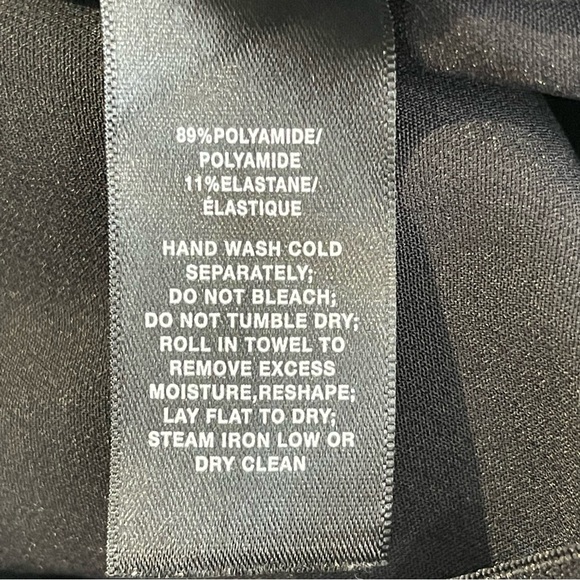 89%POLYAMIDE/
POLYAMIDE
11%ELASTANE/
ÉLASTIQUE
HAND WASH COLD
SEPARATELY;
DO NOT BLEACH;
DO NOT TUMBLE DRY;
ROLL IN TOWEL TO
REMOVE EXCESS
MOISTURE,RESHAPE;
LAY FLAT TO DRY;
STEAM IRON LOW OR
DRY CLEAN